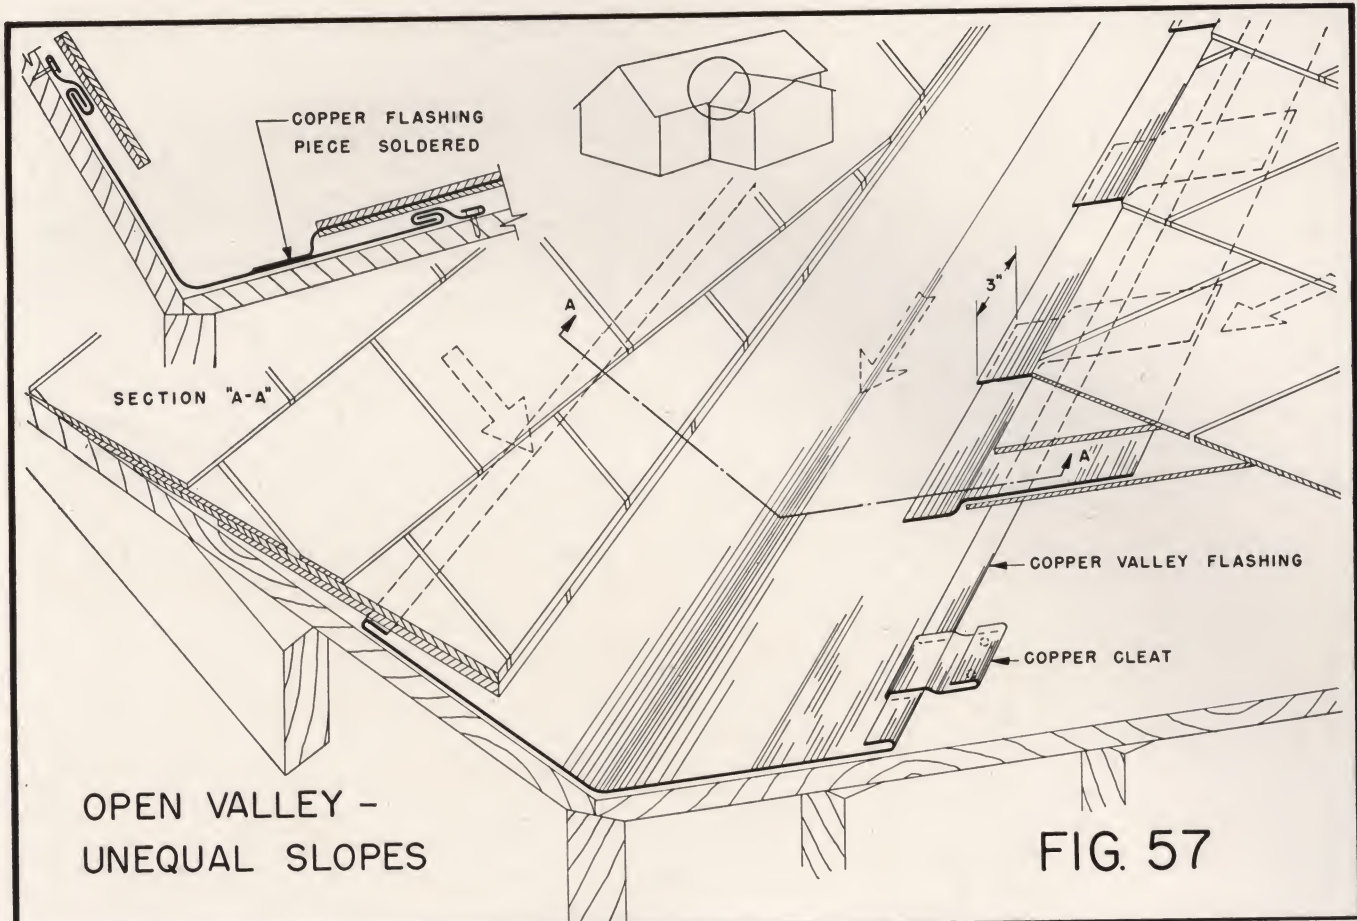 COPPER FLASHING
PIECE SOLDERED
SECTION "A-A"
A
3"
A
COPPER VALLEY FLASHING
COPPER CLEAT
OPEN VALLEY –
UNEQUAL SLOPES
FIG. 57